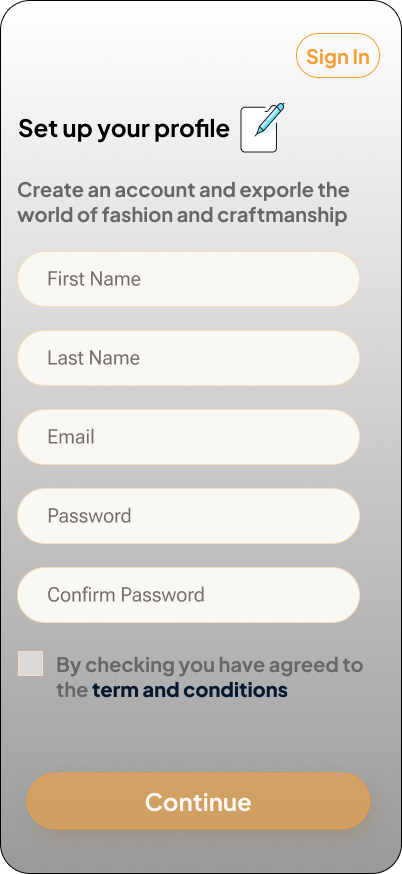 Sign In
Set up your profile
Create an account and exporle the
world of fashion and craftmanship
First Name
Last Name
Email
Password
Confirm Password
By checking you have agreed to
the term and conditions
Continue